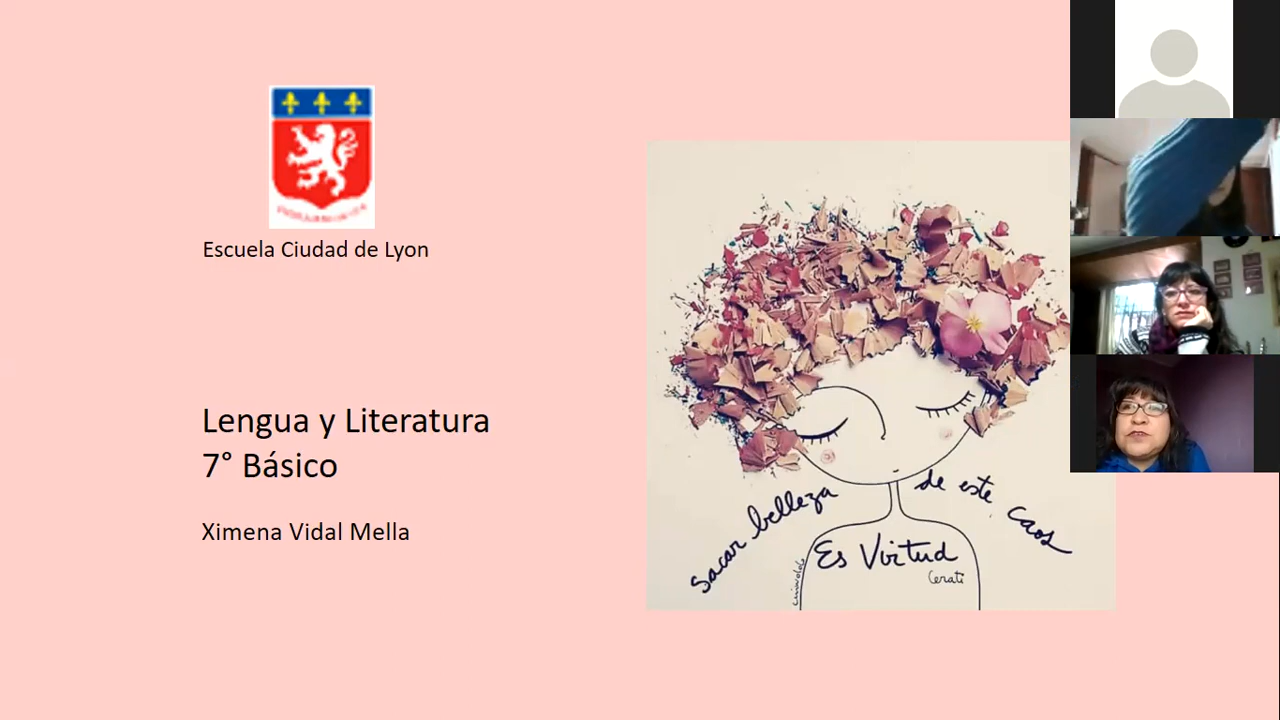 Escuela Ciudad de Lyon
Lengua y Literatura
7° Básico
Ximena Vidal Mella
sacar belleza de este caos
Es Virtud
Cerati